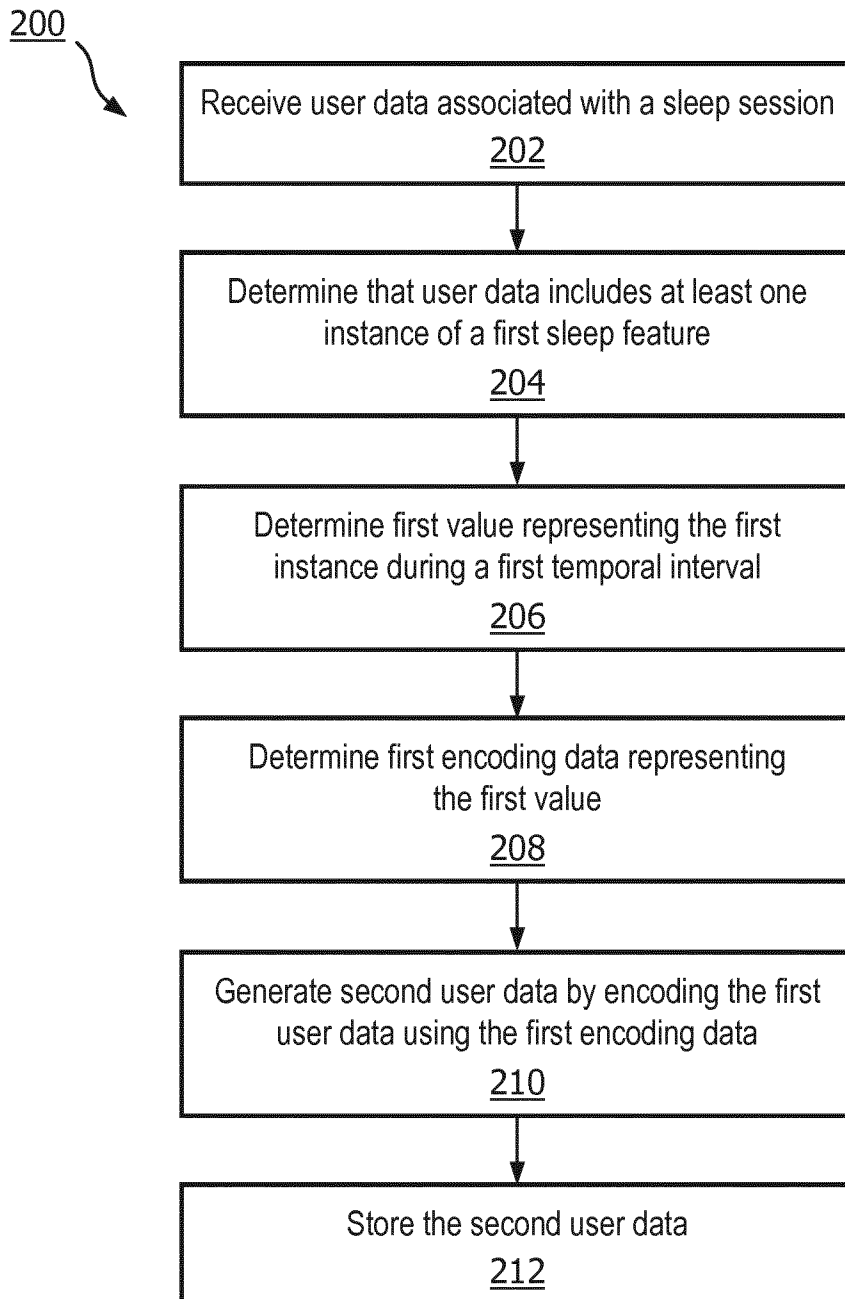 200
Receive user data associated with a sleep session
202
Determine that user data includes at least one
instance of a first sleep feature
204
Determine first value representing the first
instance during a first temporal interval
206
Determine first encoding data representing
the first value
208
Generate second user data by encoding the first
user data using the first encoding data
210
Store the second user data
212